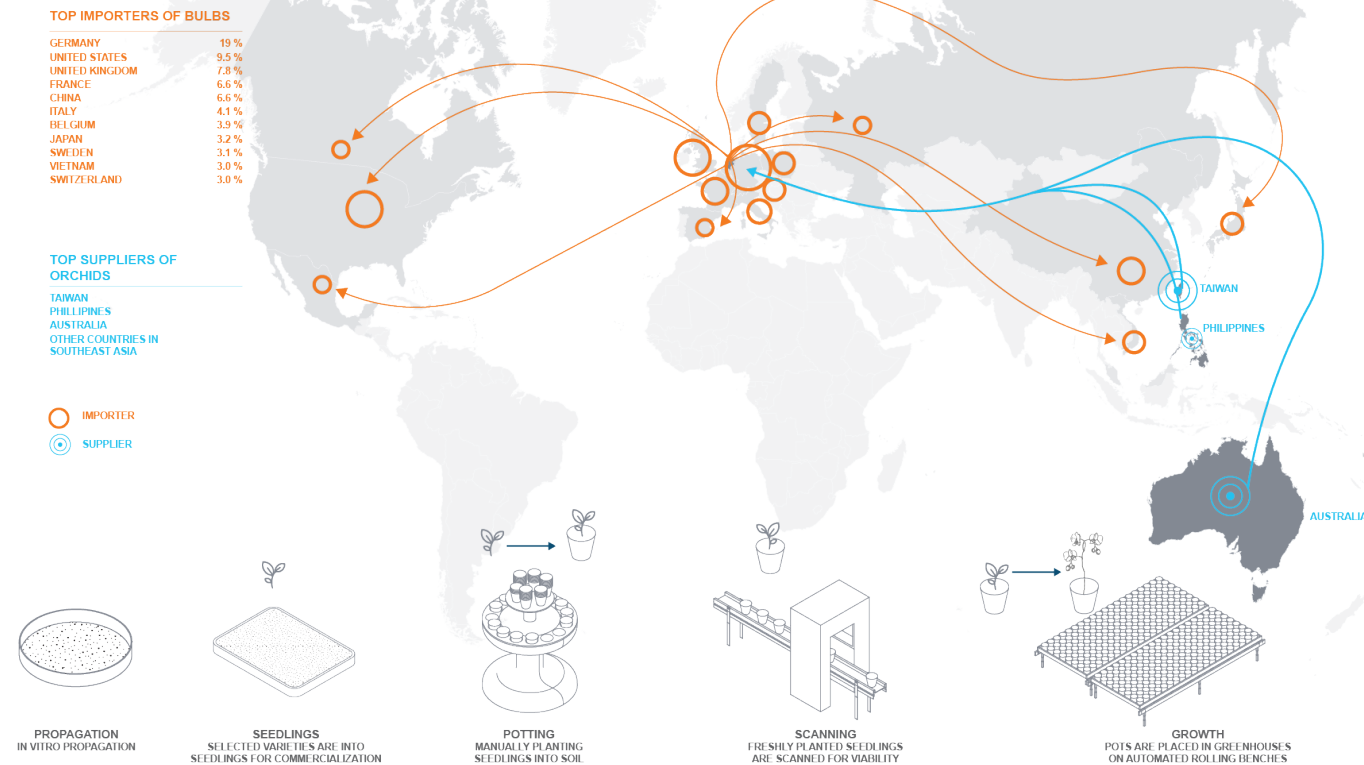 TOP IMPORTERS OF BULBS
GERMANY 19 %
UNITED STATES 9.5 %
UNITED KINGDOM 7.8 %
FRANCE 6.6 %
CHINA 6.6 %
ITALY 4.1 %
BELGIUM 3.9 %
JAPAN 3.2 %
SWEDEN 3.1 %
VIETNAM 3.0 %
SWITZERLAND 3.0 %
TOP SUPPLIERS OF
ORCHIDS
TAIWAN
PHILLIPINES
AUSTRALIA
OTHER COUNTRIES IN
SOUTHEAST ASIA
IMPORTER
SUPPLIER
TAIWAN
PHILIPPINES
AUSTRALIA
PROPAGATION
IN VITRO PROPAGATION
SEEDLINGS
SELECTED VARIETIES ARE INTO
SEEDLINGS FOR COMMERCIALIZATION
POTTING
MANUALLY PLANTING
SEEDLINGS INTO SOIL
SCANNING
FRESHLY PLANTED SEEDLINGS
ARE SCANNED FOR VIABILITY
GROWTH
POTS ARE PLACED IN GREENHOUSES
ON AUTOMATED ROLLING BENCHES